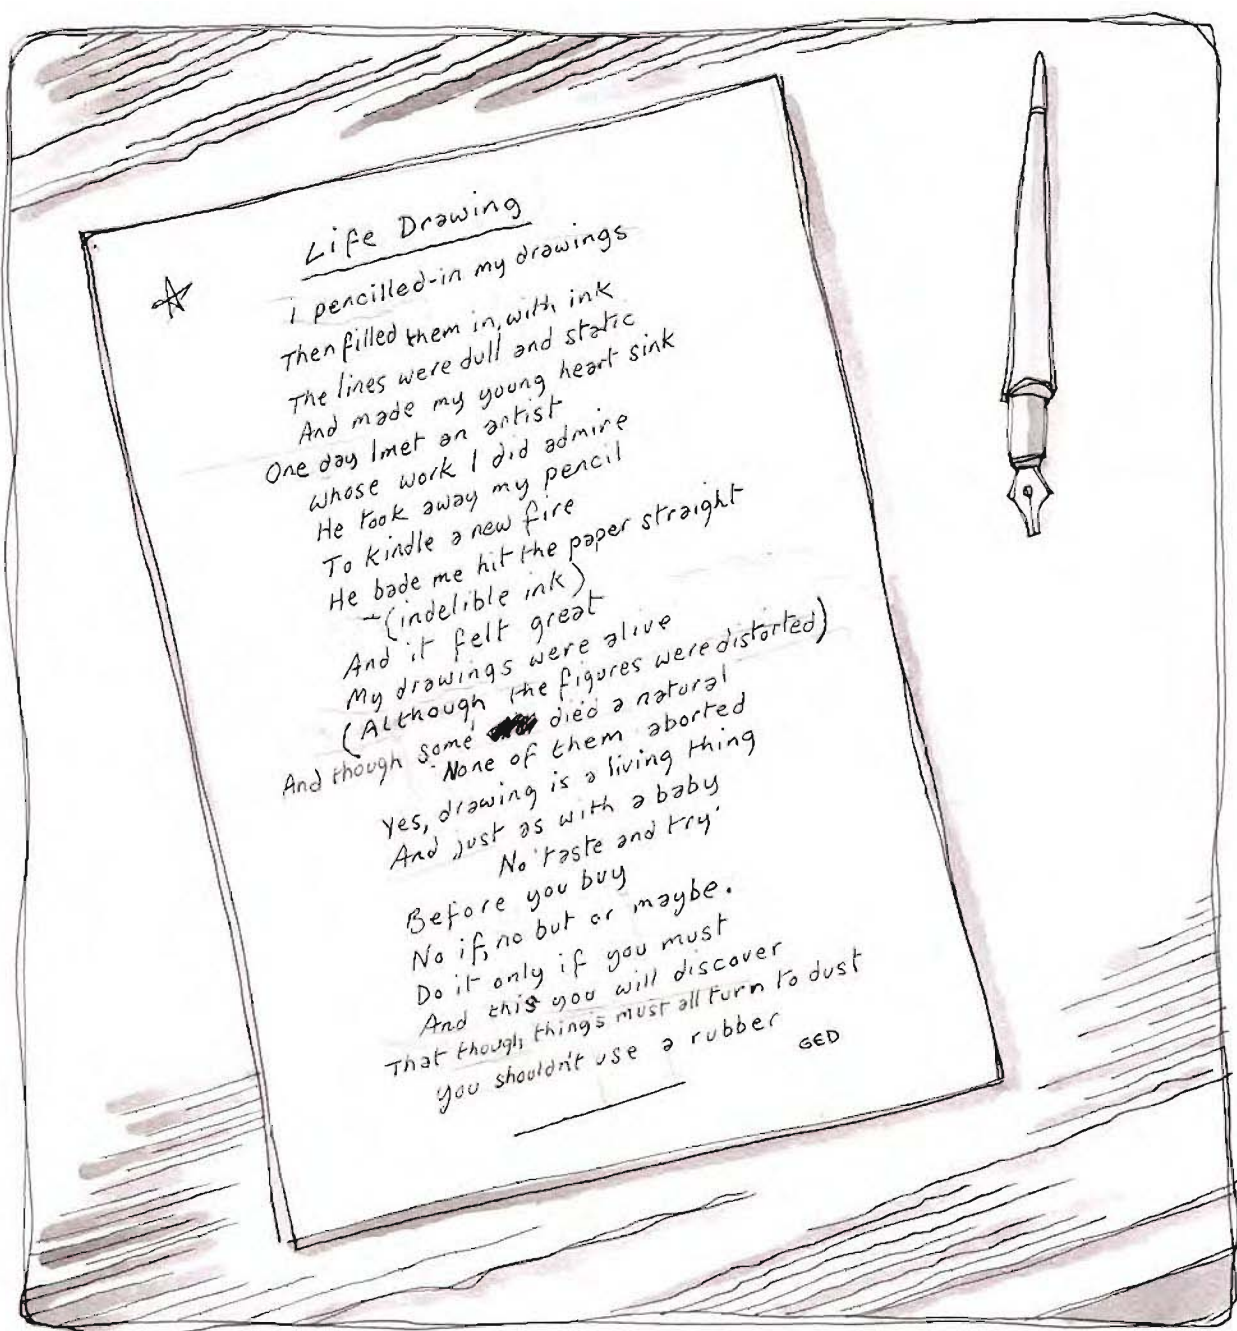 Life Drawing
i pencilled-in my drawings
Then filled them in, with ink
The lines were dull and static
And made my young heart sink
One day I met an artist
whose work I did admire
He took away my pencil
To kindle a new fire
He bade me hit the paper straight
~(indelible ink)
And it felt great
My drawings were alive
(Although the figures were distorted)
And though some died a natural
None of them aborted
Yes, drawing is a living thing
And just as with a baby
No 'taste and try'
Before you buy
No if, no but or maybe.
Do it only if you must
And this you will discover
That though things must all turn to dust
you shouldn't use a rubber
GED